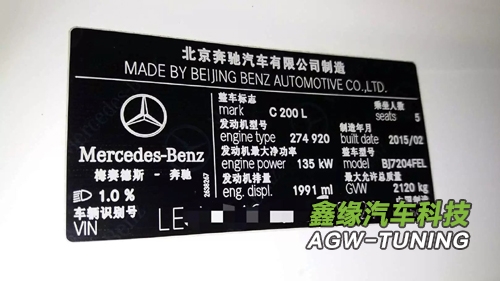 北京奔驰汽车有限公司制造
MADE BY BEIJING BENZ AUTOMOTIVE CO.,LTD.
整车标志 乘坐人数
mark C 200 L seats 5
发动机型号 制造年月
engine type 274 920 built date 2015/02
发动机最大净功率
engine power 135 kW model BJ7204FEL
发动机排量 最大允许总质量
eng. displ. 1991 ml GVW 2120 kg
Mercedes-Benz
梅赛德斯 - 奔驰
1.0 %
车辆识别号
VIN LE
2638267
鑫缘汽车科技
AGW-TUNING